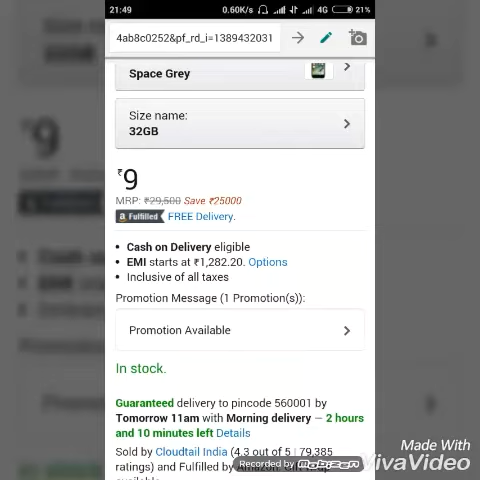 21:49 0.60K/s 4G 21%
4ab8c0252&pf_rd_i=1389432031
Space Grey
Size name:
32GB
₹9
MRP: ₹29,500 Save ₹25000
a Fulfilled FREE Delivery.
• Cash on Delivery eligible
• EMI starts at ₹1,282.20. Options
• Inclusive of all taxes
Promotion Message (1 Promotion(s)):
Promotion Available
In stock.
Guaranteed delivery to pincode 560001 by
Tomorrow 11am with Morning delivery — 2 hours
and 10 minutes left Details
Sold by Cloudtail India (4.3 out of 5 | 79,385
ratings) and Fulfilled by
Recorded by mobizen
Made With
VivaVideo